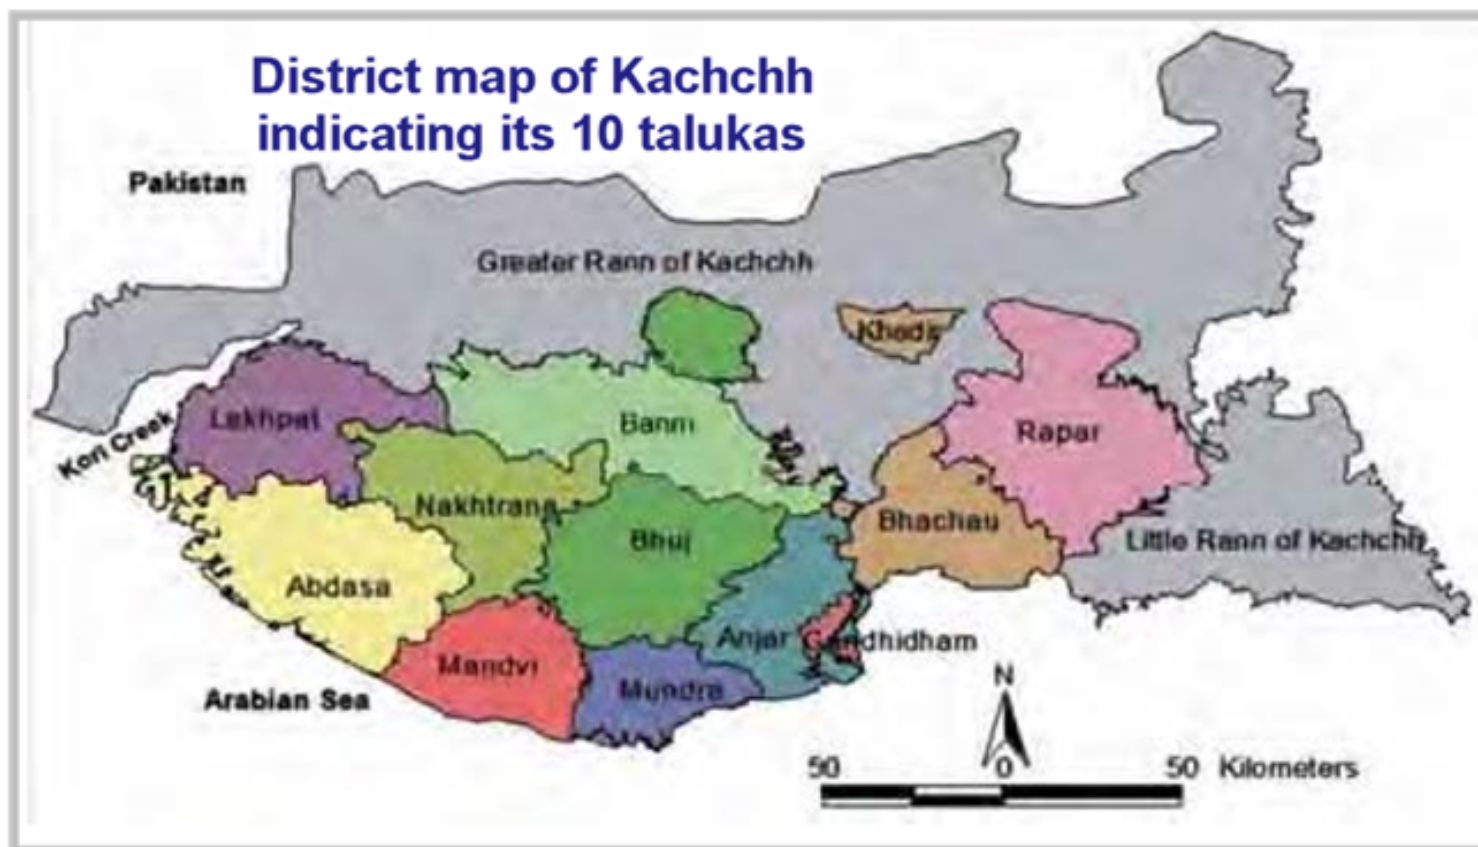 District map of Kachchh
indicating its 10 talukas
Pakistan
Greater Rann of Kachchh
Khadir
Lakhpat
Banni
Rapar
Kori Creek
Nakhtrana
Bhachau
Bhuj
Little Rann of Kachchh
Abdasa
Anjar
Gandhidham
Mandvi
Mundra
Arabian Sea
N
50 0 50 Kilometers